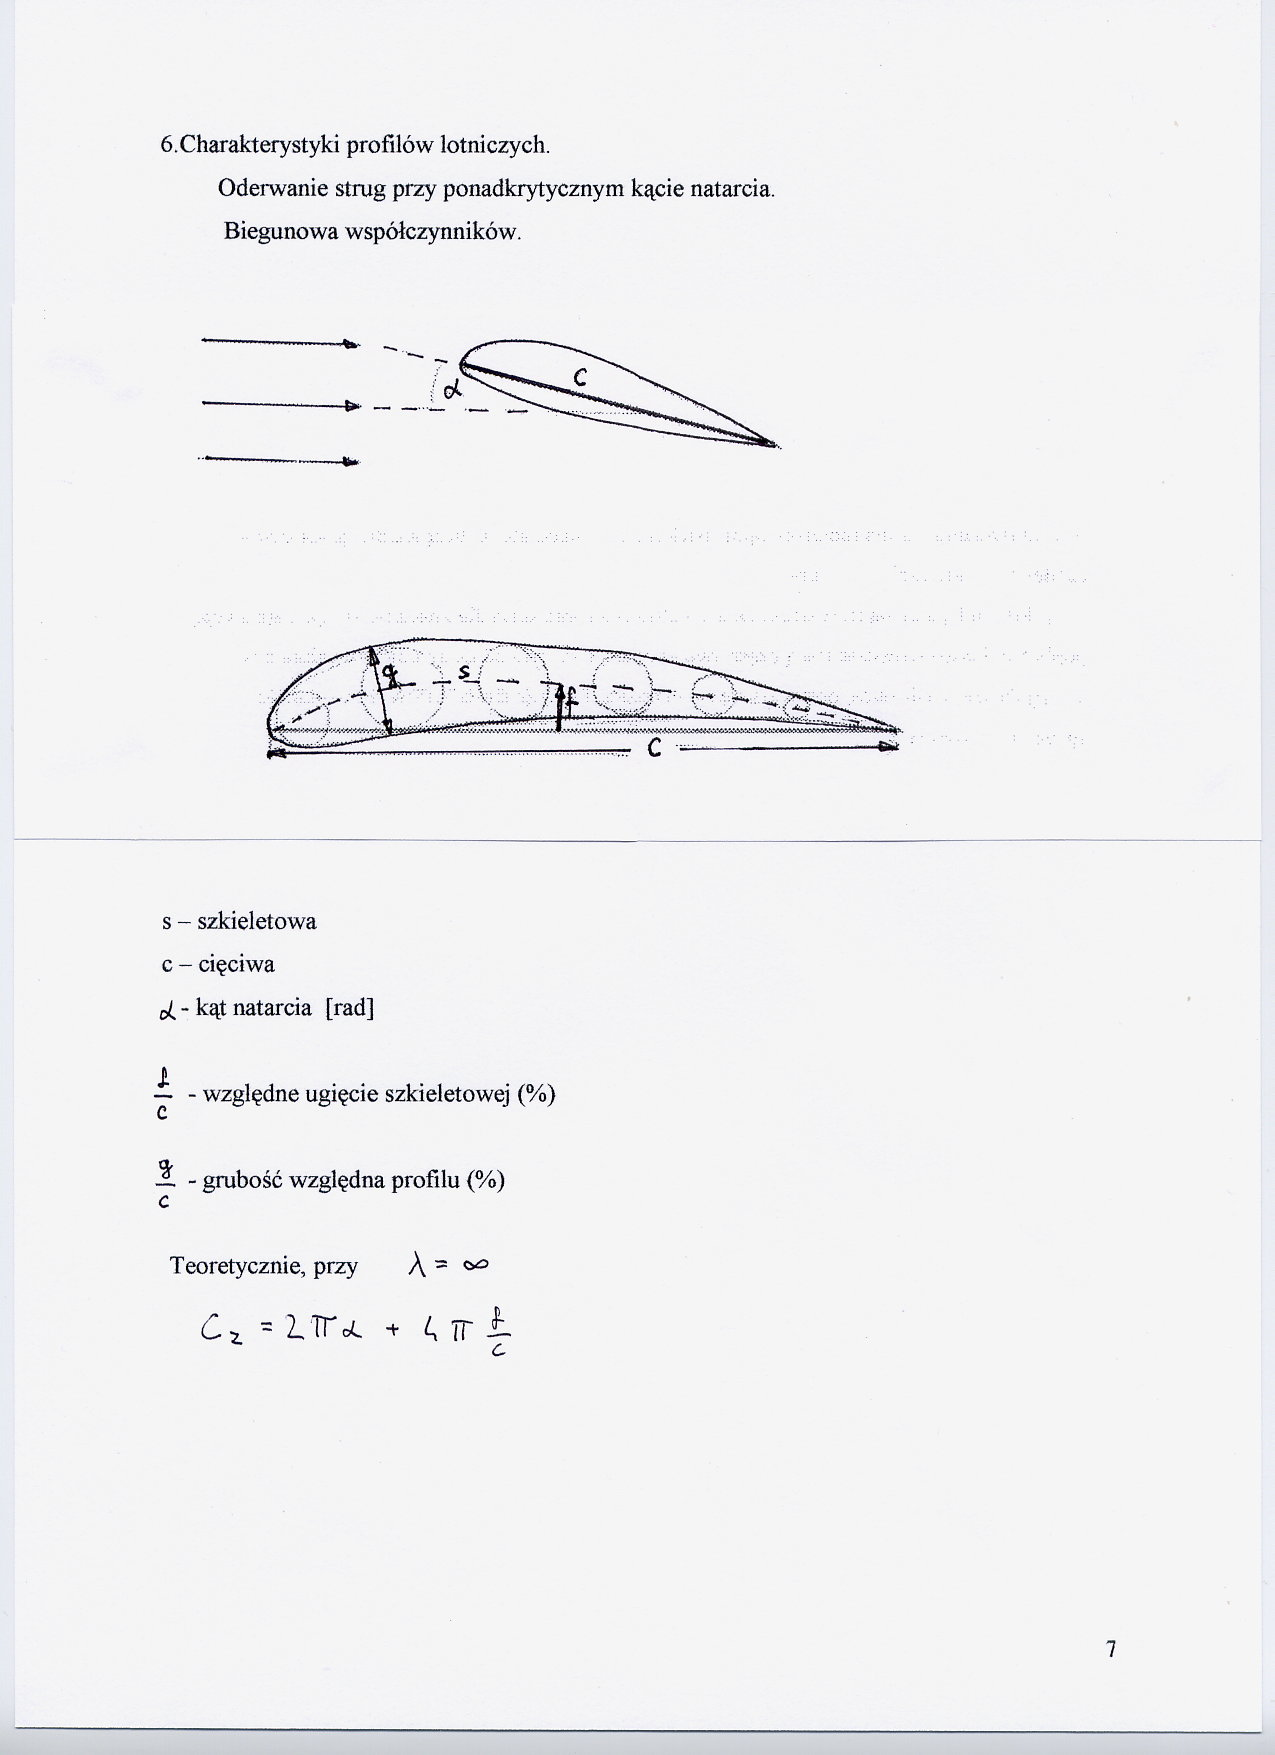 6.Charakterystyki profilów lotniczych.
Oderwanie strug przy ponadkrytycznym kącie natarcia.
Biegunowa współczynników.
C
α
g
s
f
C
s – szkieletowa
c – cięciwa
α - kąt natarcia [rad]
f/c - względne ugięcie szkieletowej (%)
g/c - grubość względna profilu (%)
Teoretycznie, przy λ = ∞
Cz = 2πα + 4π f/c
7